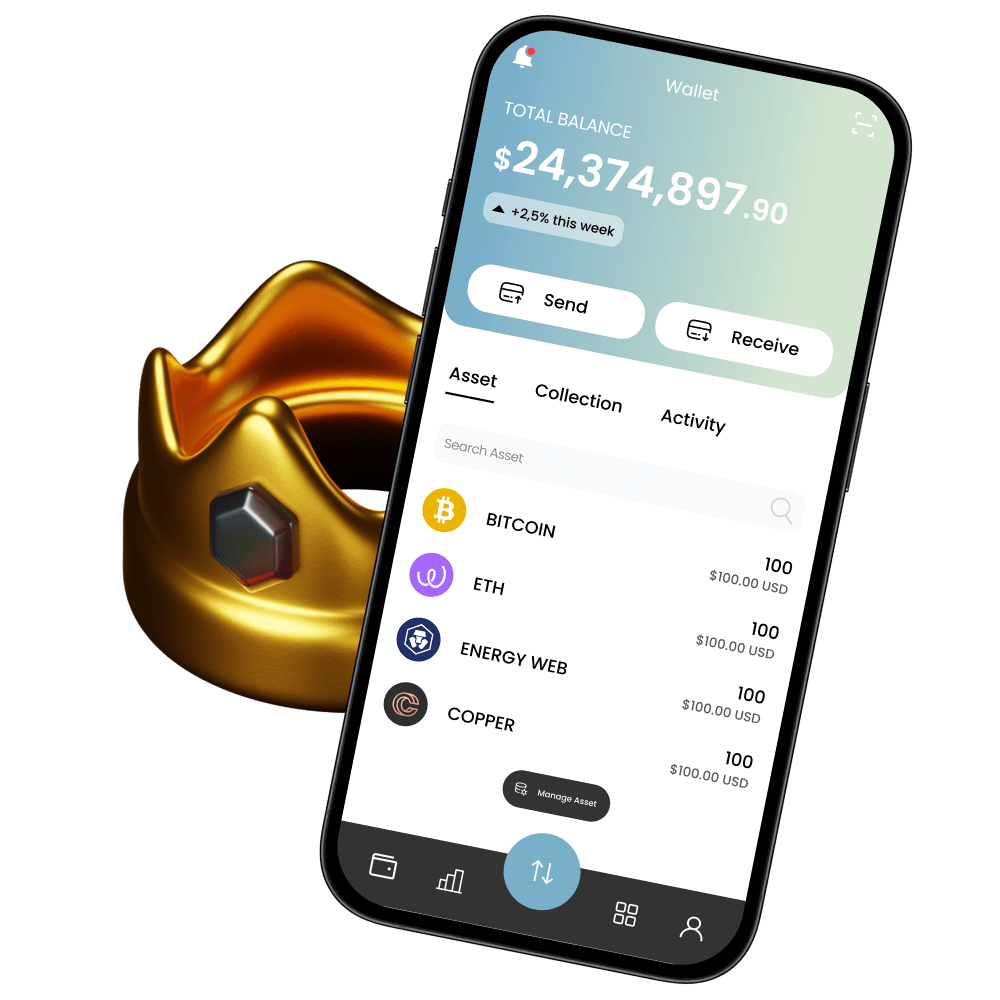 Wallet
TOTAL BALANCE
$24,374,897.90
+2,5% this week
Send
Receive
Asset
Collection
Activity
Search Asset
BITCOIN
100
$100.00 USD
ETH
100
$100.00 USD
ENERGY WEB
100
$100.00 USD
COPPER
100
$100.00 USD
Manage Asset